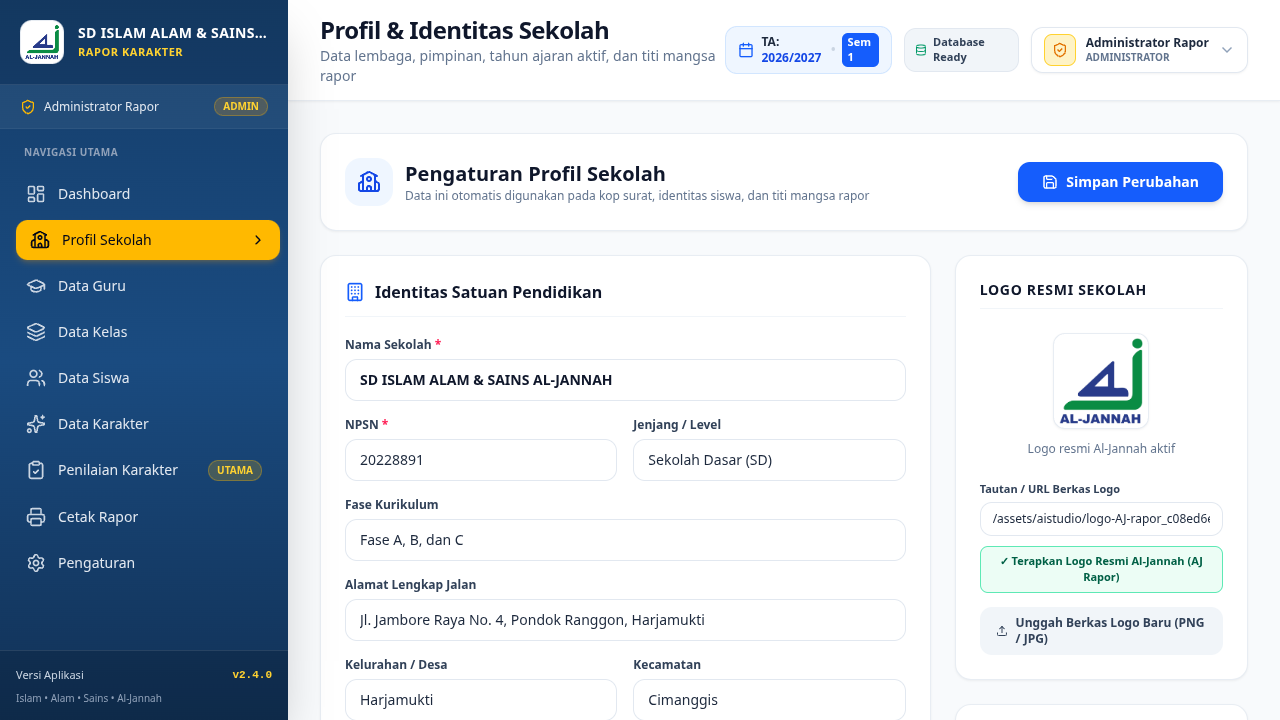 SD ISLAM ALAM & SAINS...
RAPOR KARAKTER
AL-JANNAH
Administrator Rapor
ADMIN
NAVIGASI UTAMA
Dashboard
Profil Sekolah
Data Guru
Data Kelas
Data Siswa
Data Karakter
Penilaian Karakter
UTAMA
Cetak Rapor
Pengaturan
Versi Aplikasi
v2.4.0
Islam • Alam • Sains • Al-Jannah
Profil & Identitas Sekolah
Data lembaga, pimpinan, tahun ajaran aktif, dan titi mangsa
rapor
TA:
2026/2027
•
Sem
1
Database
Ready
Administrator Rapor
ADMINISTRATOR
Pengaturan Profil Sekolah
Data ini otomatis digunakan pada kop surat, identitas siswa, dan titi mangsa rapor
Simpan Perubahan
Identitas Satuan Pendidikan
Nama Sekolah *
SD ISLAM ALAM & SAINS AL-JANNAH
NPSN *
20228891
Jenjang / Level
Sekolah Dasar (SD)
Fase Kurikulum
Fase A, B, dan C
Alamat Lengkap Jalan
Jl. Jambore Raya No. 4, Pondok Ranggon, Harjamukti
Kelurahan / Desa
Harjamukti
Kecamatan
Cimanggis
LOGO RESMI SEKOLAH
AL-JANNAH
Logo resmi Al-Jannah aktif
Tautan / URL Berkas Logo
/assets/aistudio/logo-AJ-rapor_c08ed6e
✓ Terapkan Logo Resmi Al-Jannah (AJ
Rapor)
Unggah Berkas Logo Baru (PNG
/ JPG)